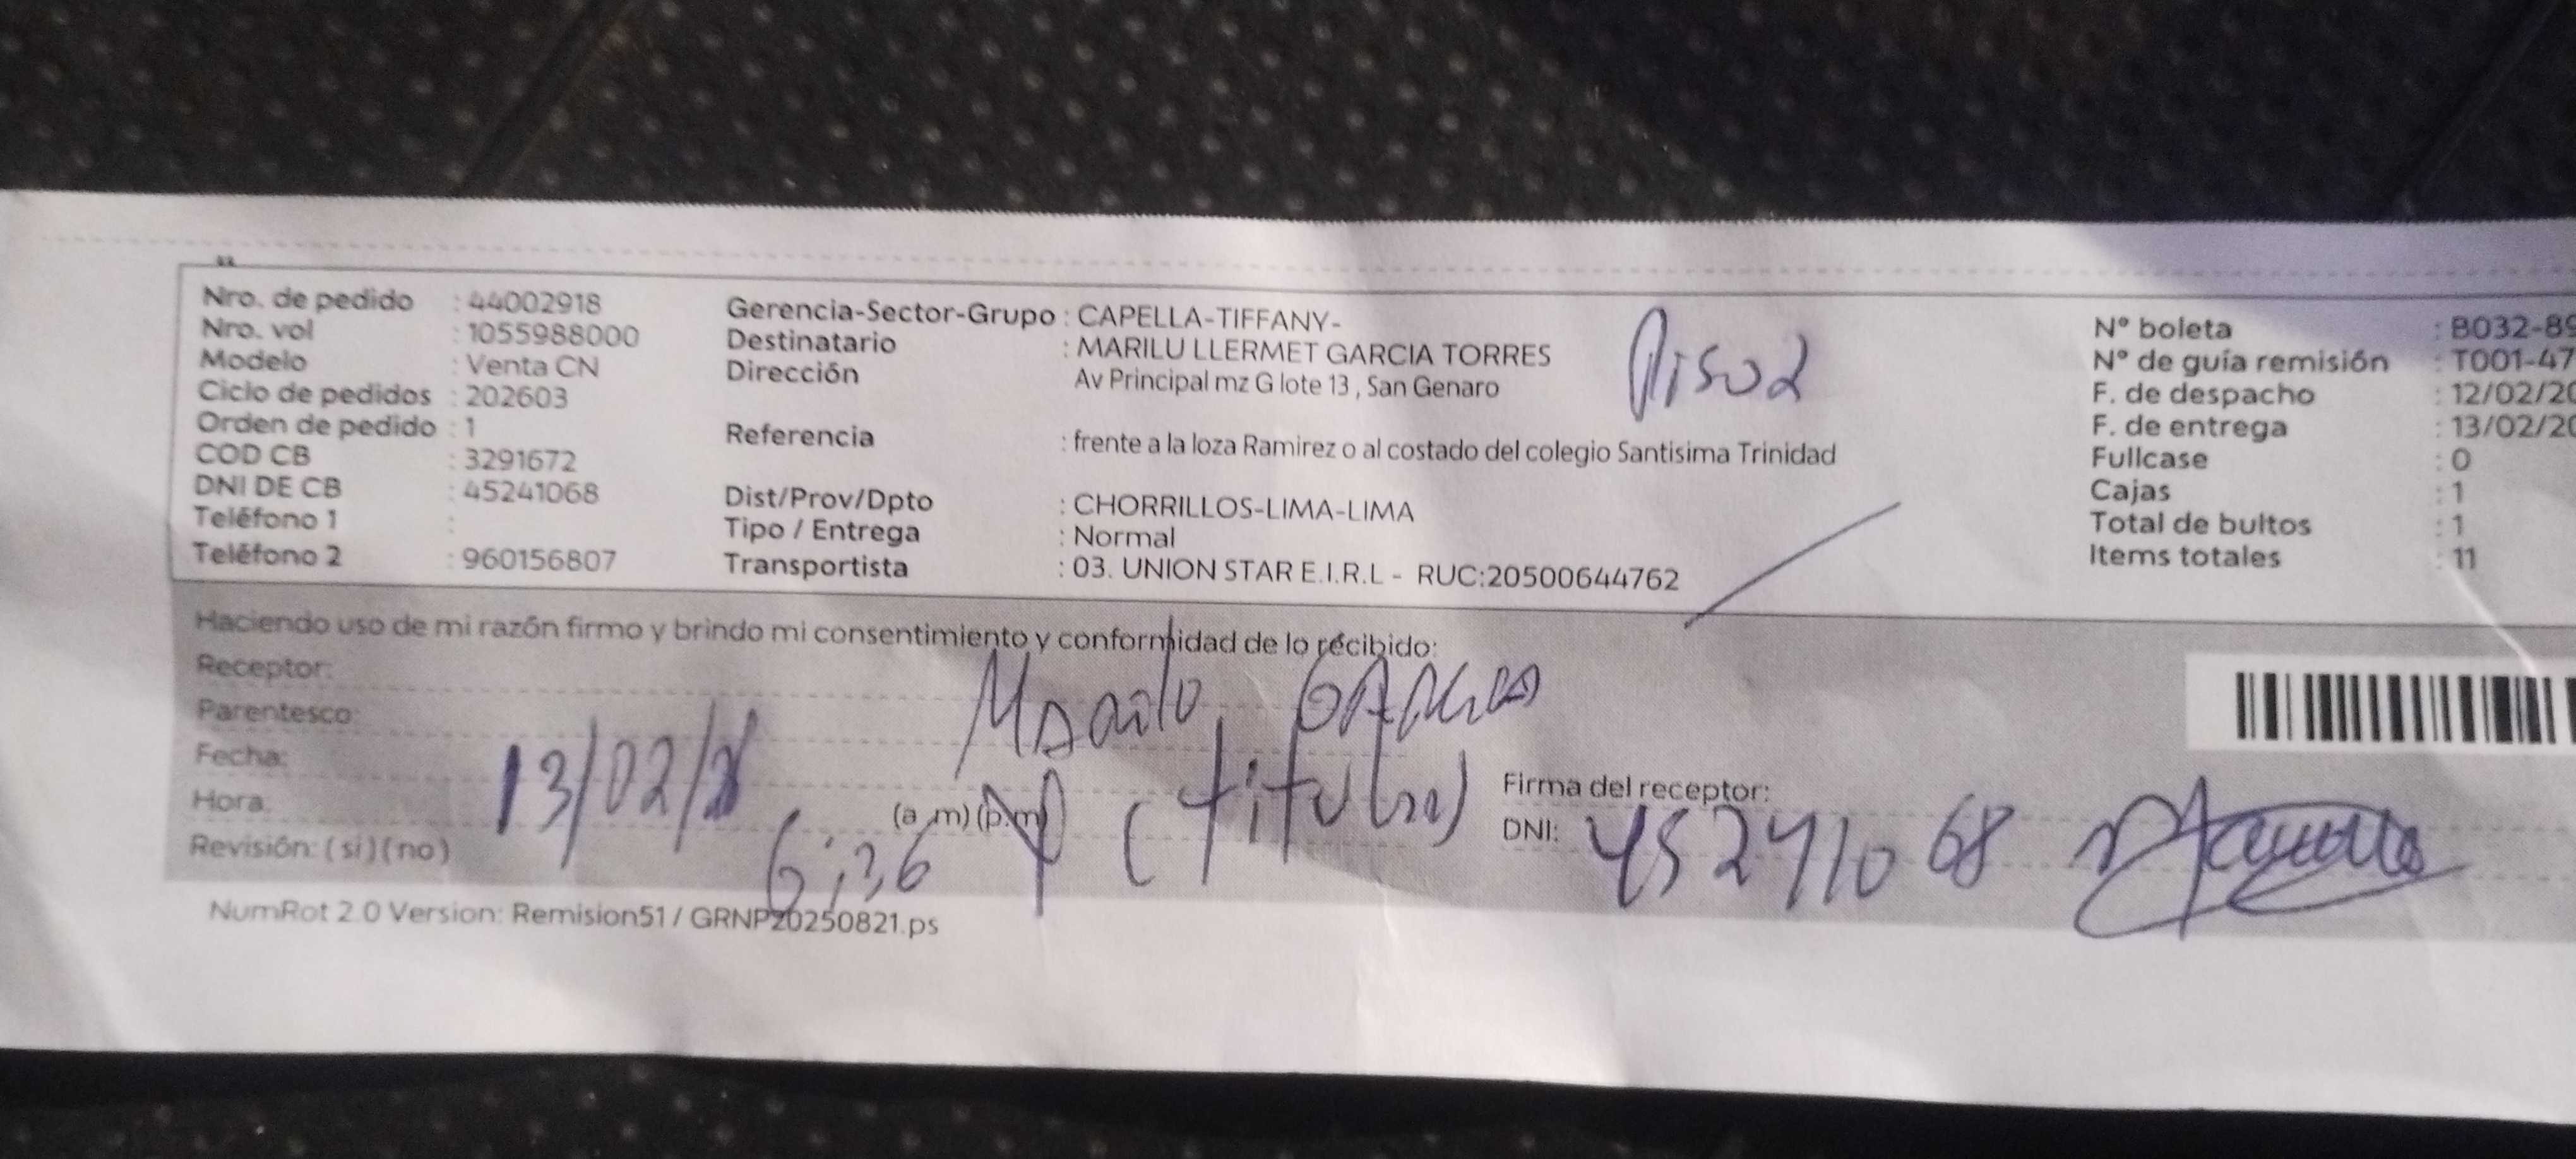 Nro. de pedido : 44002918
Nro. vol : 1055988000
Modelo : Venta CN
Ciclo de pedidos : 202603
Orden de pedido : 1
COD CB : 3291672
DNI DE CB : 45241068
Teléfono 1 :
Teléfono 2 : 960156807
Gerencia-Sector-Grupo : CAPELLA-TIFFANY-
Destinatario : MARILU LLERMET GARCIA TORRES
Dirección Av Principal mz G lote 13 , San Genaro
Piso 2
Referencia : frente a la loza Ramirez o al costado del colegio Santisima Trinidad
Dist/Prov/Dpto : CHORRILLOS-LIMA-LIMA
Tipo / Entrega : Normal
Transportista : 03. UNION STAR E.I.R.L - RUC:20500644762
N° boleta : B032-89
N° de guía remisión : T001-47
F. de despacho : 12/02/20
F. de entrega : 13/02/20
Fullcase : 0
Cajas : 1
Total de bultos : 1
Items totales : 11
Haciendo uso de mi razón firmo y brindo mi consentimiento y conformidad de lo recibido:
Receptor:
Parentesco:
Fecha: 13/02/
Hora: (a.m) (p.m)
Revisión: (si) (no)
GARCIA
(titular)
Firma del receptor:
DNI: 45241068
NumRot 2.0 Version: Remision51 / GRNP20250821.ps